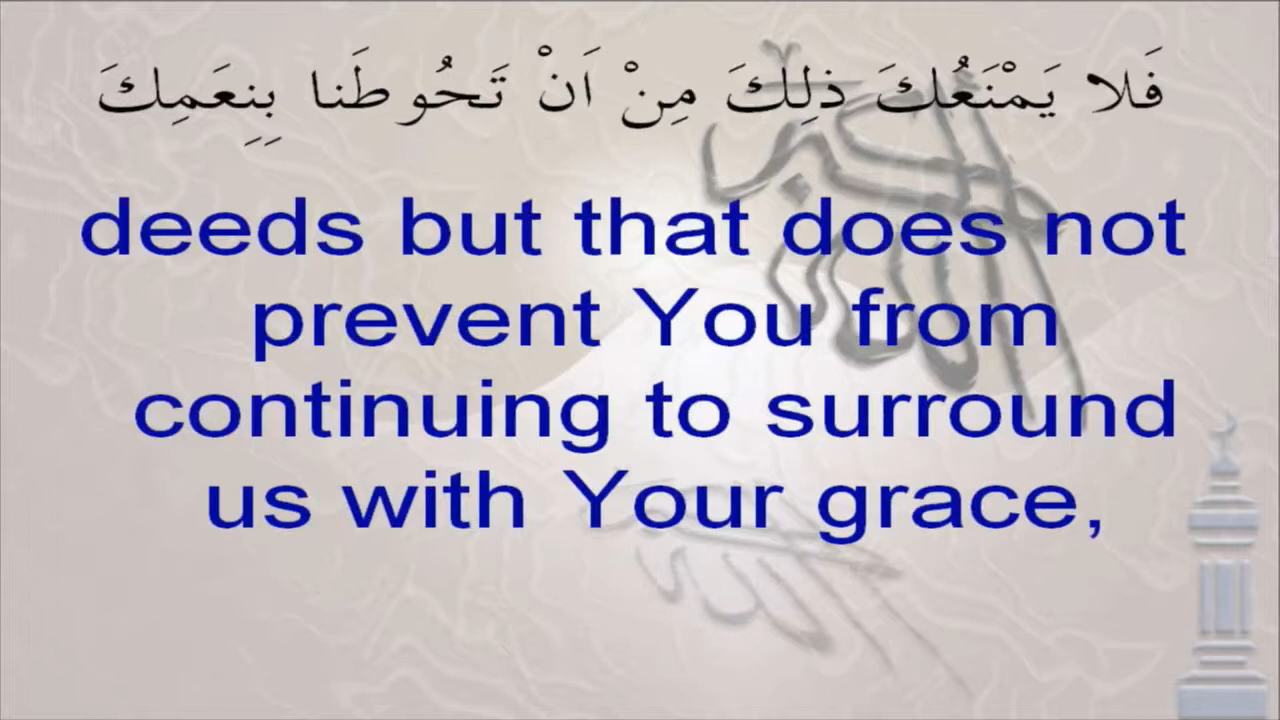 فَلا يَمْنَعُكَ ذلِكَ مِنْ اَنْ تَحُوطَنا بِنِعَمِكَ
deeds but that does not
prevent You from
continuing to surround
us with Your grace,